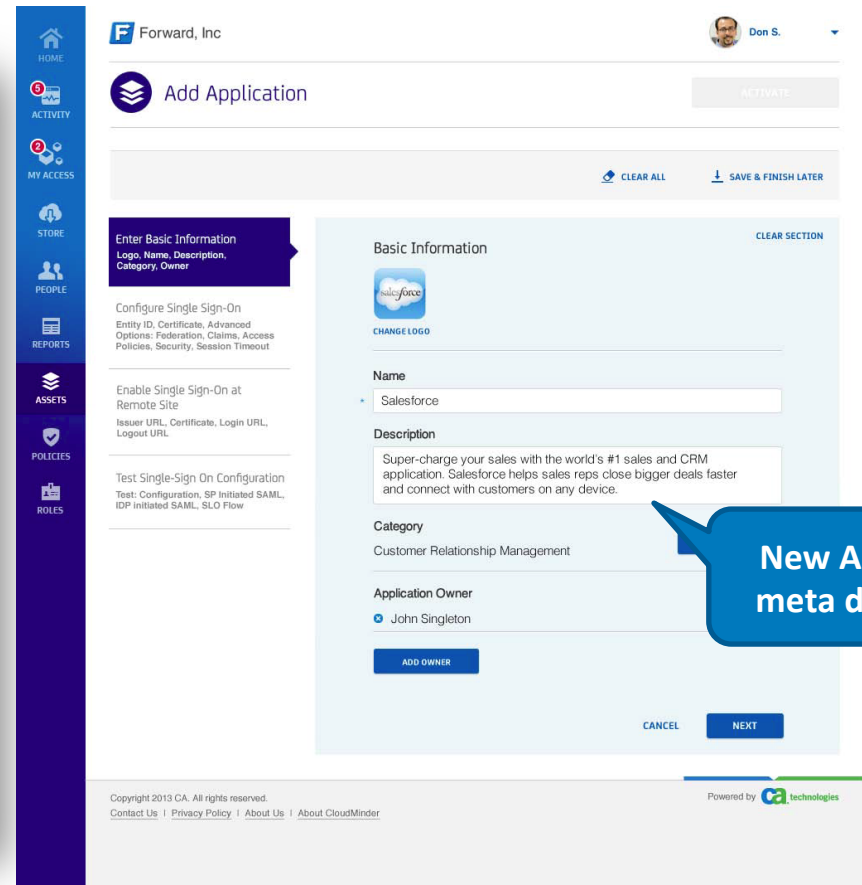 Forward, Inc
Don S.
HOME
5
ACTIVITY
2
MY ACCESS
STORE
PEOPLE
REPORTS
ASSETS
POLICIES
ROLES
Add Application
ACTIVATE
CLEAR ALL
SAVE & FINISH LATER
Enter Basic Information
Logo, Name, Description,
Category, Owner
Configure Single Sign-On
Entity ID, Certificate, Advanced
Options: Federation, Claims, Access
Policies, Security, Session Timeout
Enable Single Sign-On at
Remote Site
Issuer URL, Certificate, Login URL,
Logout URL
Test Single-Sign On Configuration
Test: Configuration, SP Initiated SAML,
IDP initiated SAML, SLO Flow
CLEAR SECTION
Basic Information
salesforce
CHANGE LOGO
Name
* Salesforce
Description
Super-charge your sales with the world's #1 sales and CRM
application. Salesforce helps sales reps close bigger deals faster
and connect with customers on any device.
Category
Customer Relationship Management
Application Owner
John Singleton
ADD OWNER
CANCEL
NEXT
New A
meta d
Copyright 2013 CA. All rights reserved.
Contact Us | Privacy Policy | About Us | About CloudMinder
Powered by ca technologies